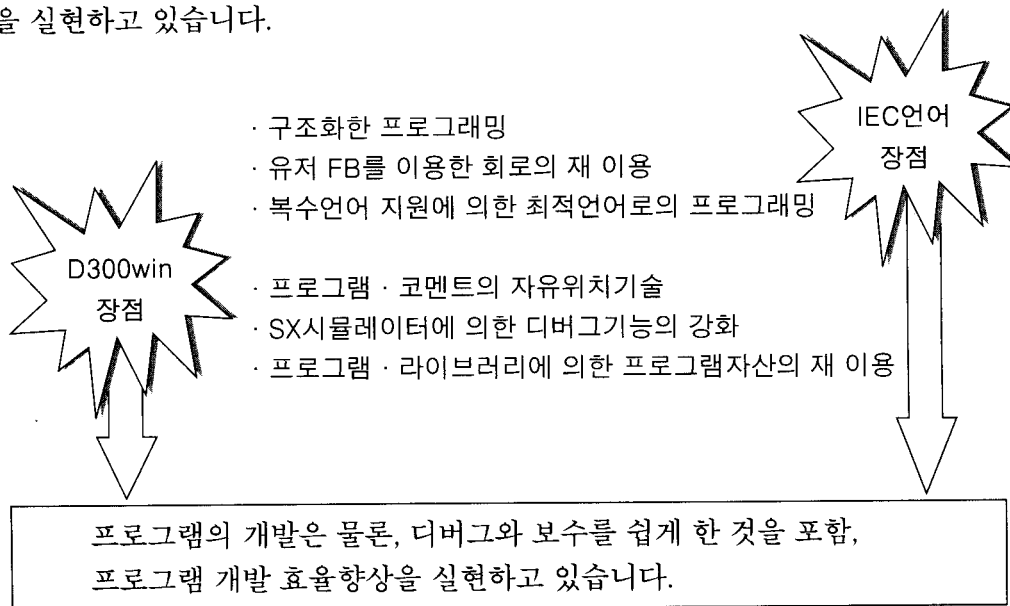 을 실현하고 있습니다.
IEC언어
장점
· 구조화한 프로그래밍
· 유저 FB를 이용한 회로의 재 이용
· 복수언어 지원에 의한 최적언어로의 프로그래밍
D300win
장점
· 프로그램 · 코멘트의 자유위치기술
· SX시뮬레이터에 의한 디버그기능의 강화
· 프로그램 · 라이브러리에 의한 프로그램자산의 재 이용
프로그램의 개발은 물론, 디버그와 보수를 쉽게 한 것을 포함,
프로그램 개발 효율향상을 실현하고 있습니다.